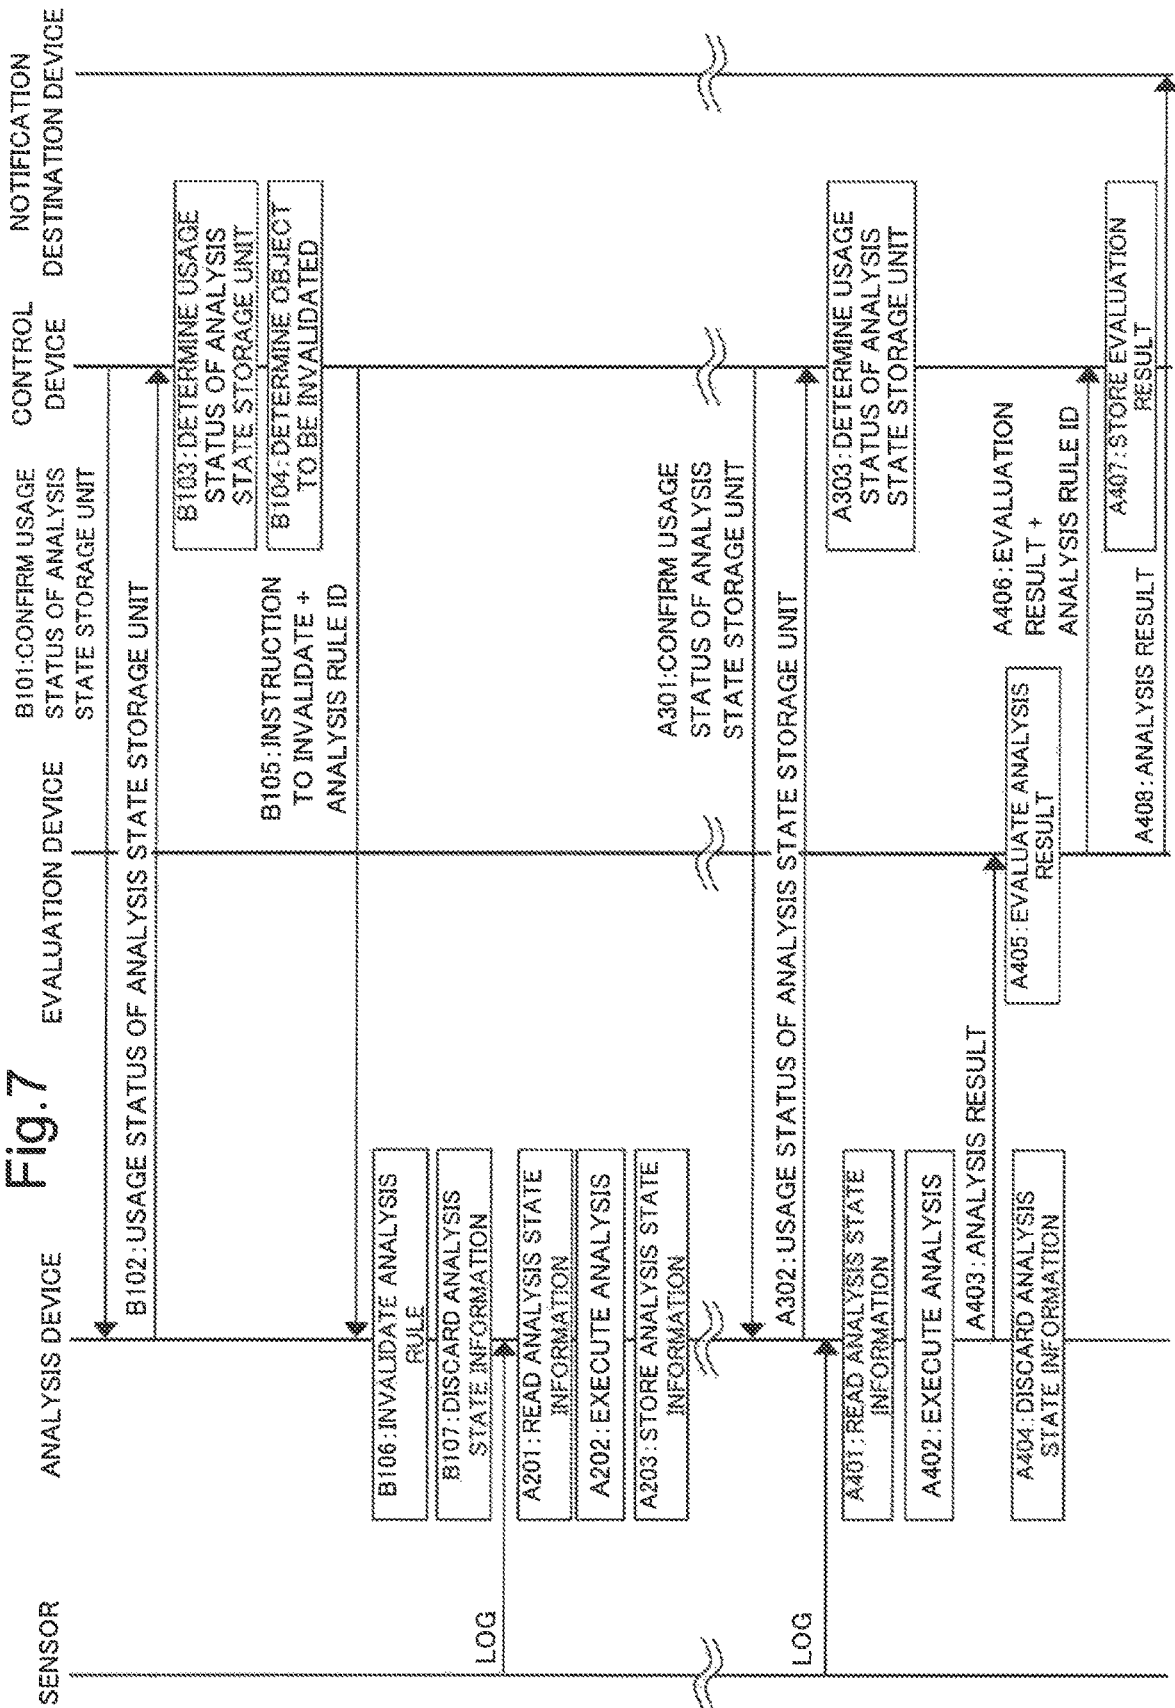 Fig.7
SENSOR
ANALYSIS DEVICE
EVALUATION DEVICE
CONTROL
DEVICE
NOTIFICATION
DESTINATION DEVICE
B101:CONFIRM USAGE
STATUS OF ANALYSIS
STATE STORAGE UNIT
B102:USAGE STATUS OF ANALYSIS STATE STORAGE UNIT
B103:DETERMINE USAGE
STATUS OF ANALYSIS
STATE STORAGE UNIT
B104:DETERMINE OBJECT
TO BE INVALIDATED
B105:INSTRUCTION
TO INVALIDATE +
ANALYSIS RULE ID
B106:INVALIDATE ANALYSIS
RULE
B107:DISCARD ANALYSIS
STATE INFORMATION
LOG
A201:READ ANALYSIS STATE
INFORMATION
A202:EXECUTE ANALYSIS
A203:STORE ANALYSIS STATE
INFORMATION
A301:CONFIRM USAGE
STATUS OF ANALYSIS
STATE STORAGE UNIT
A302:USAGE STATUS OF ANALYSIS STATE STORAGE UNIT
A303:DETERMINE USAGE
STATUS OF ANALYSIS
STATE STORAGE UNIT
LOG
A401:READ ANALYSIS STATE
INFORMATION
A402:EXECUTE ANALYSIS
A403:ANALYSIS RESULT
A404:DISCARD ANALYSIS
STATE INFORMATION
A405:EVALUATE ANALYSIS
RESULT
A406:EVALUATION
RESULT +
ANALYSIS RULE ID
A407:STORE EVALUATION
RESULT
A408:ANALYSIS RESULT